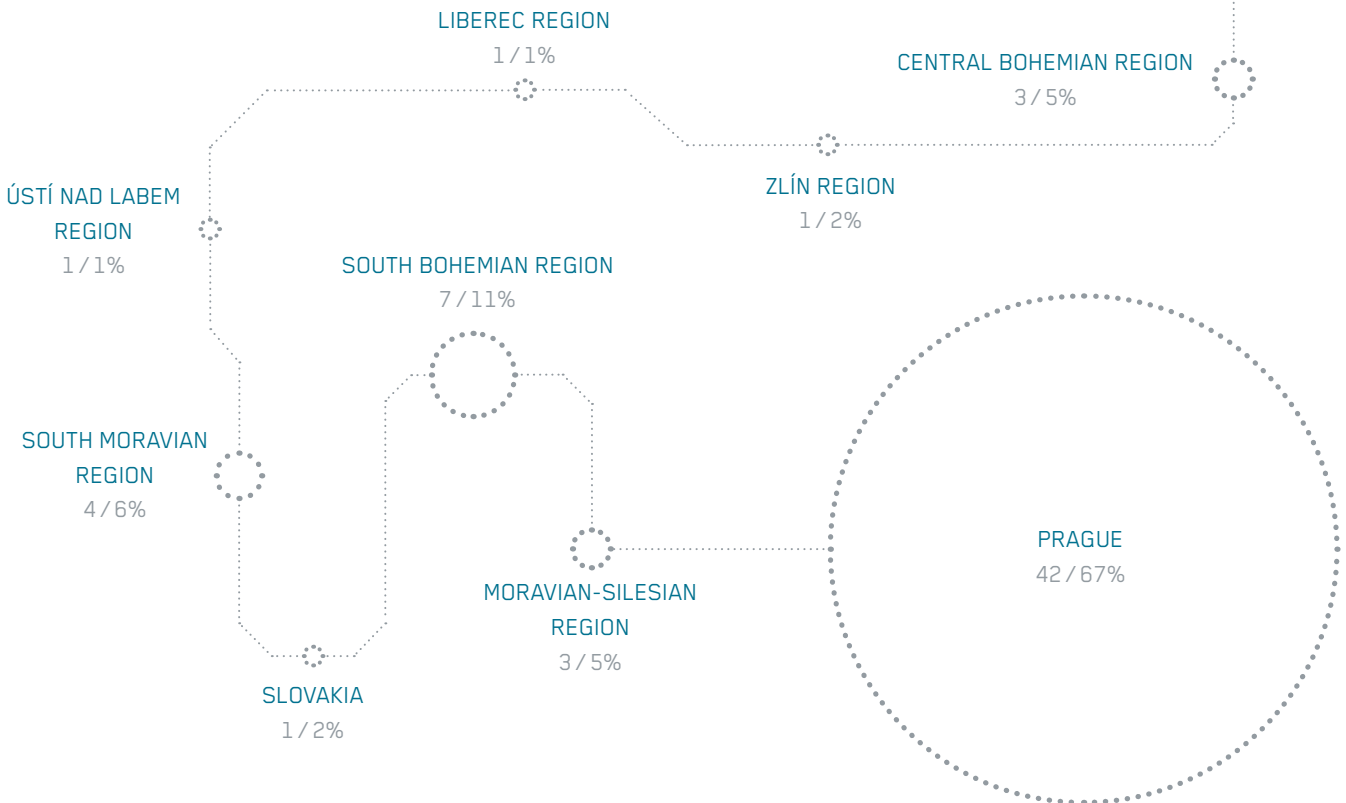 LIBEREC REGION
1 / 1%
CENTRAL BOHEMIAN REGION
3 / 5%
ZLÍN REGION
1 / 2%
ÚSTÍ NAD LABEM
REGION
1 / 1%
SOUTH BOHEMIAN REGION
7 / 11%
SOUTH MORAVIAN
REGION
4 / 6%
PRAGUE
42 / 67%
MORAVIAN-SILESIAN
REGION
3 / 5%
SLOVAKIA
1 / 2%